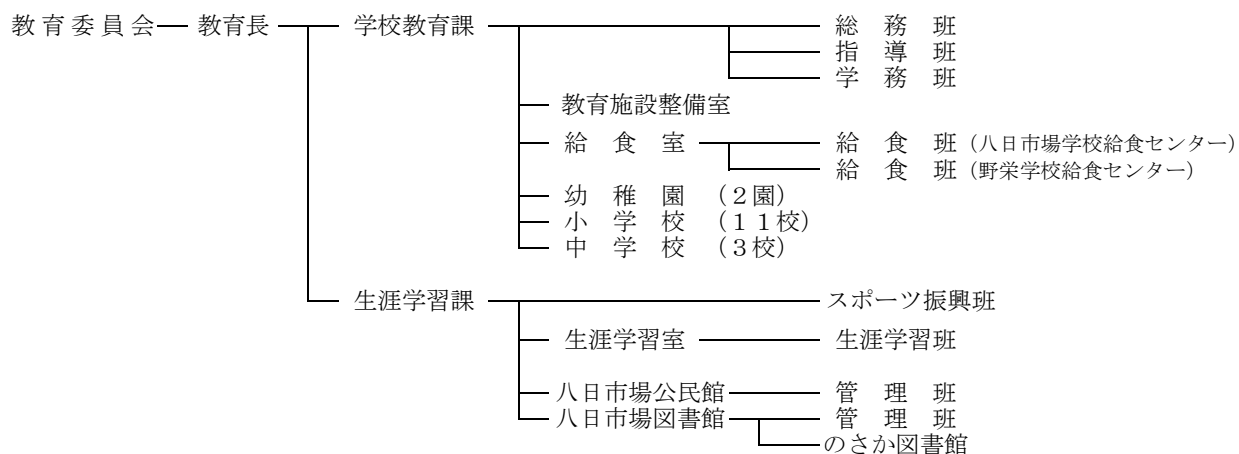 教育委員会 教育長 学校教育課 総務班
指導班
学務班
教育施設整備室
給食室 給食班（八日市場学校給食センター）
給食班（野栄学校給食センター）
幼稚園（２園）
小学校（１１校）
中学校（３校）
生涯学習課 スポーツ振興班
生涯学習室 生涯学習班
八日市場公民館 管理班
八日市場図書館 管理班
のさか図書館